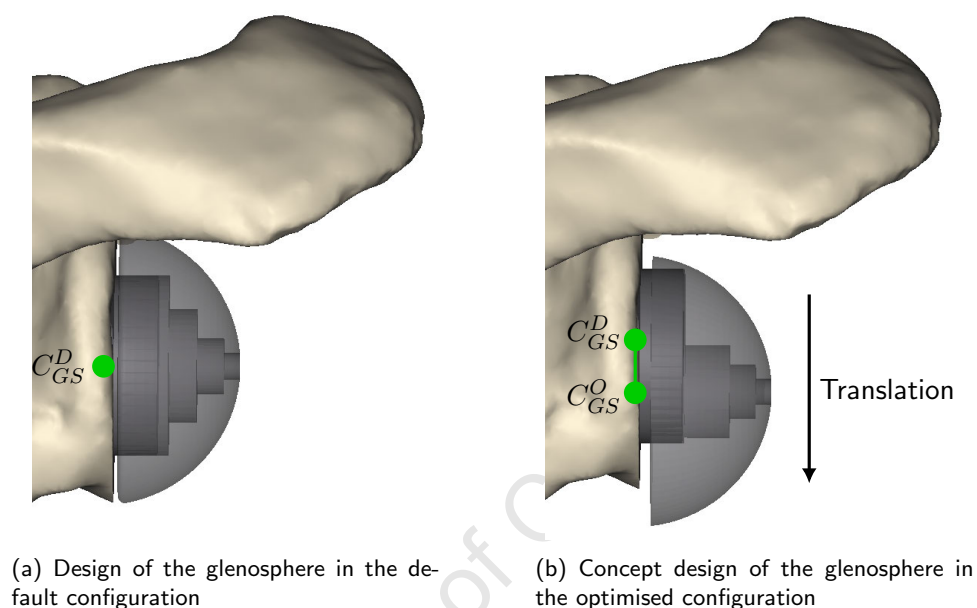 C_{GS}^{D}
C_{GS}^{D}
C_{GS}^{O}
Translation
of
(a) Design of the glenosphere in the de-
fault configuration
(b) Concept design of the glenosphere in
the optimised configuration